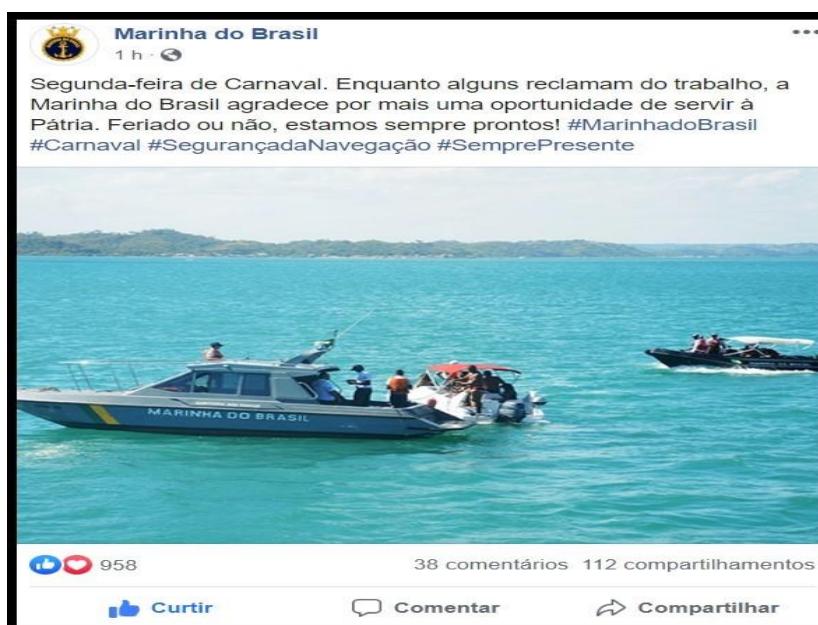 Marinha do Brasil
1 h ·
Segunda-feira de Carnaval. Enquanto alguns reclamam do trabalho, a
Marinha do Brasil agradece por mais uma oportunidade de servir à
Pátria. Feriado ou não, estamos sempre prontos! #MarinhadoBrasil
#Carnaval #SegurançadaNavegação #SemprePresente
MARINHA DO BRASIL
958
38 comentários 112 compartilhamentos
Curtir Comentar Compartilhar